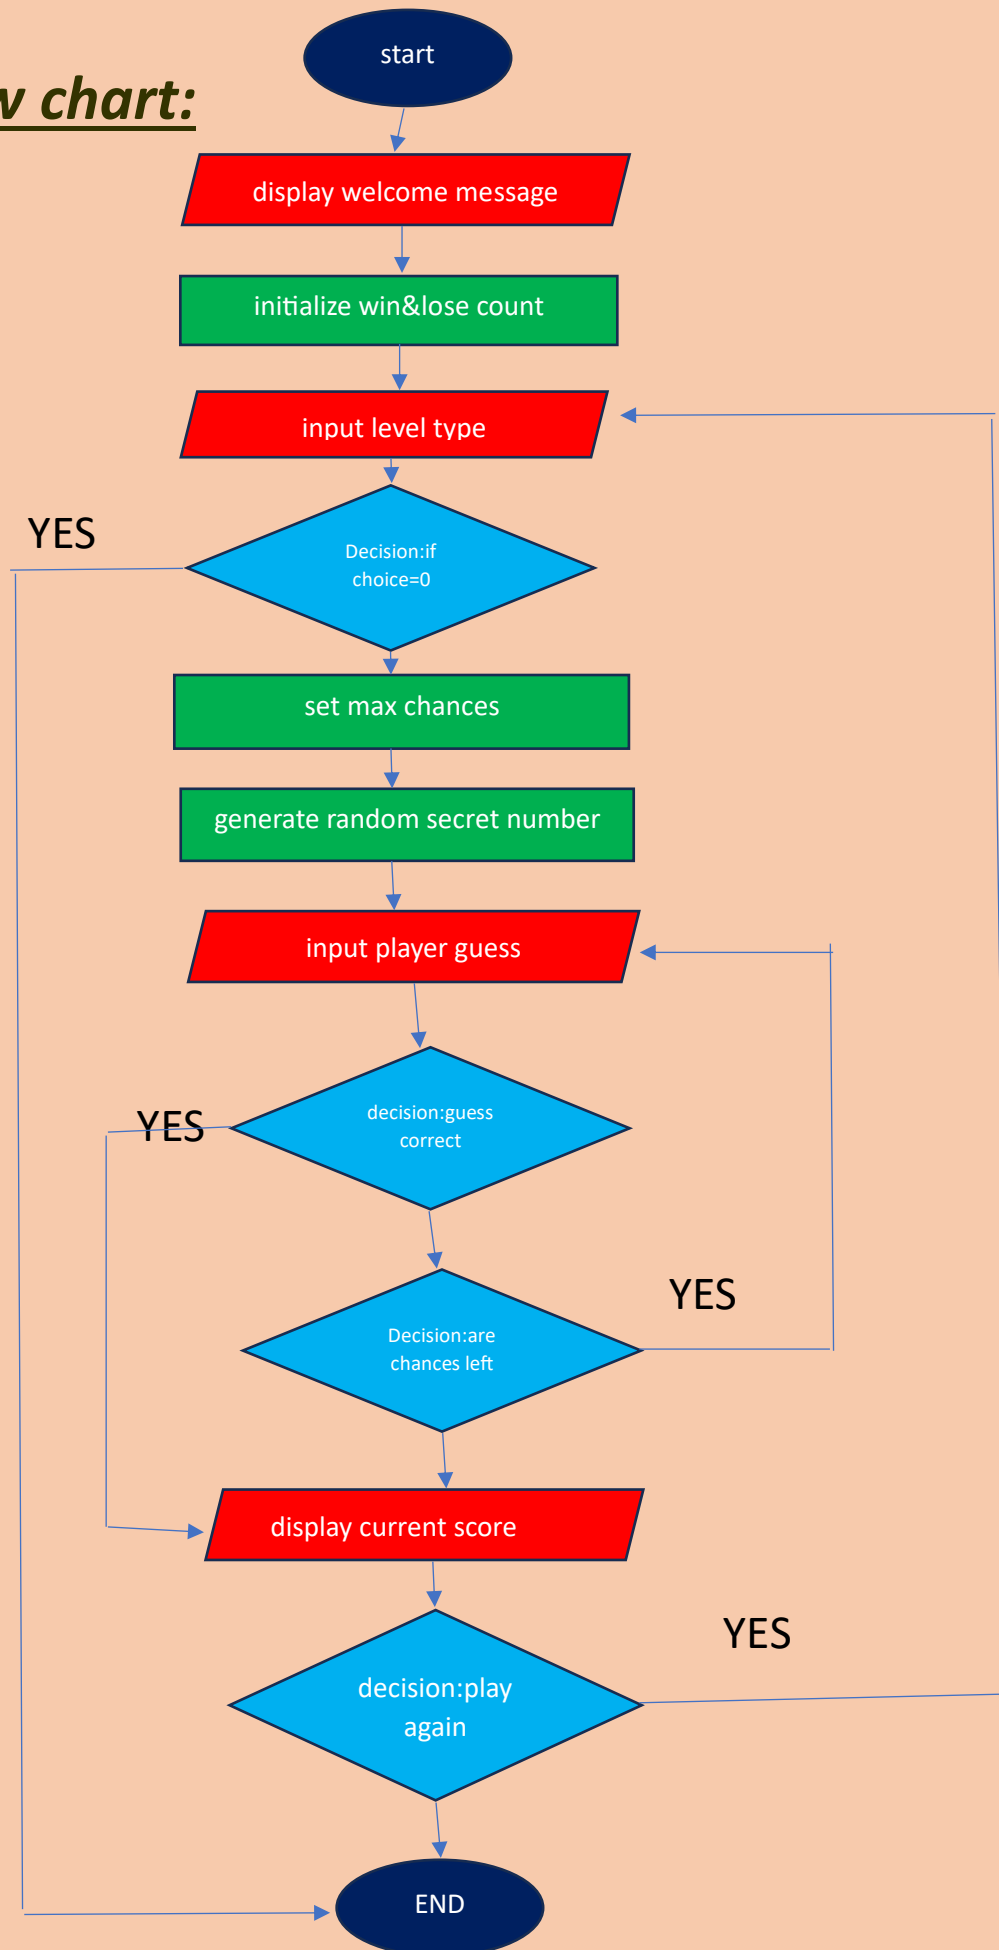 start
w chart:
display welcome message
initialize win&lose count
input level type
YES
Decision:if
choice=0
set max chances
generate random secret number
input player guess
YES
decision:guess
correct
YES
Decision:are
chances left
display current score
YES
decision:play
again
END